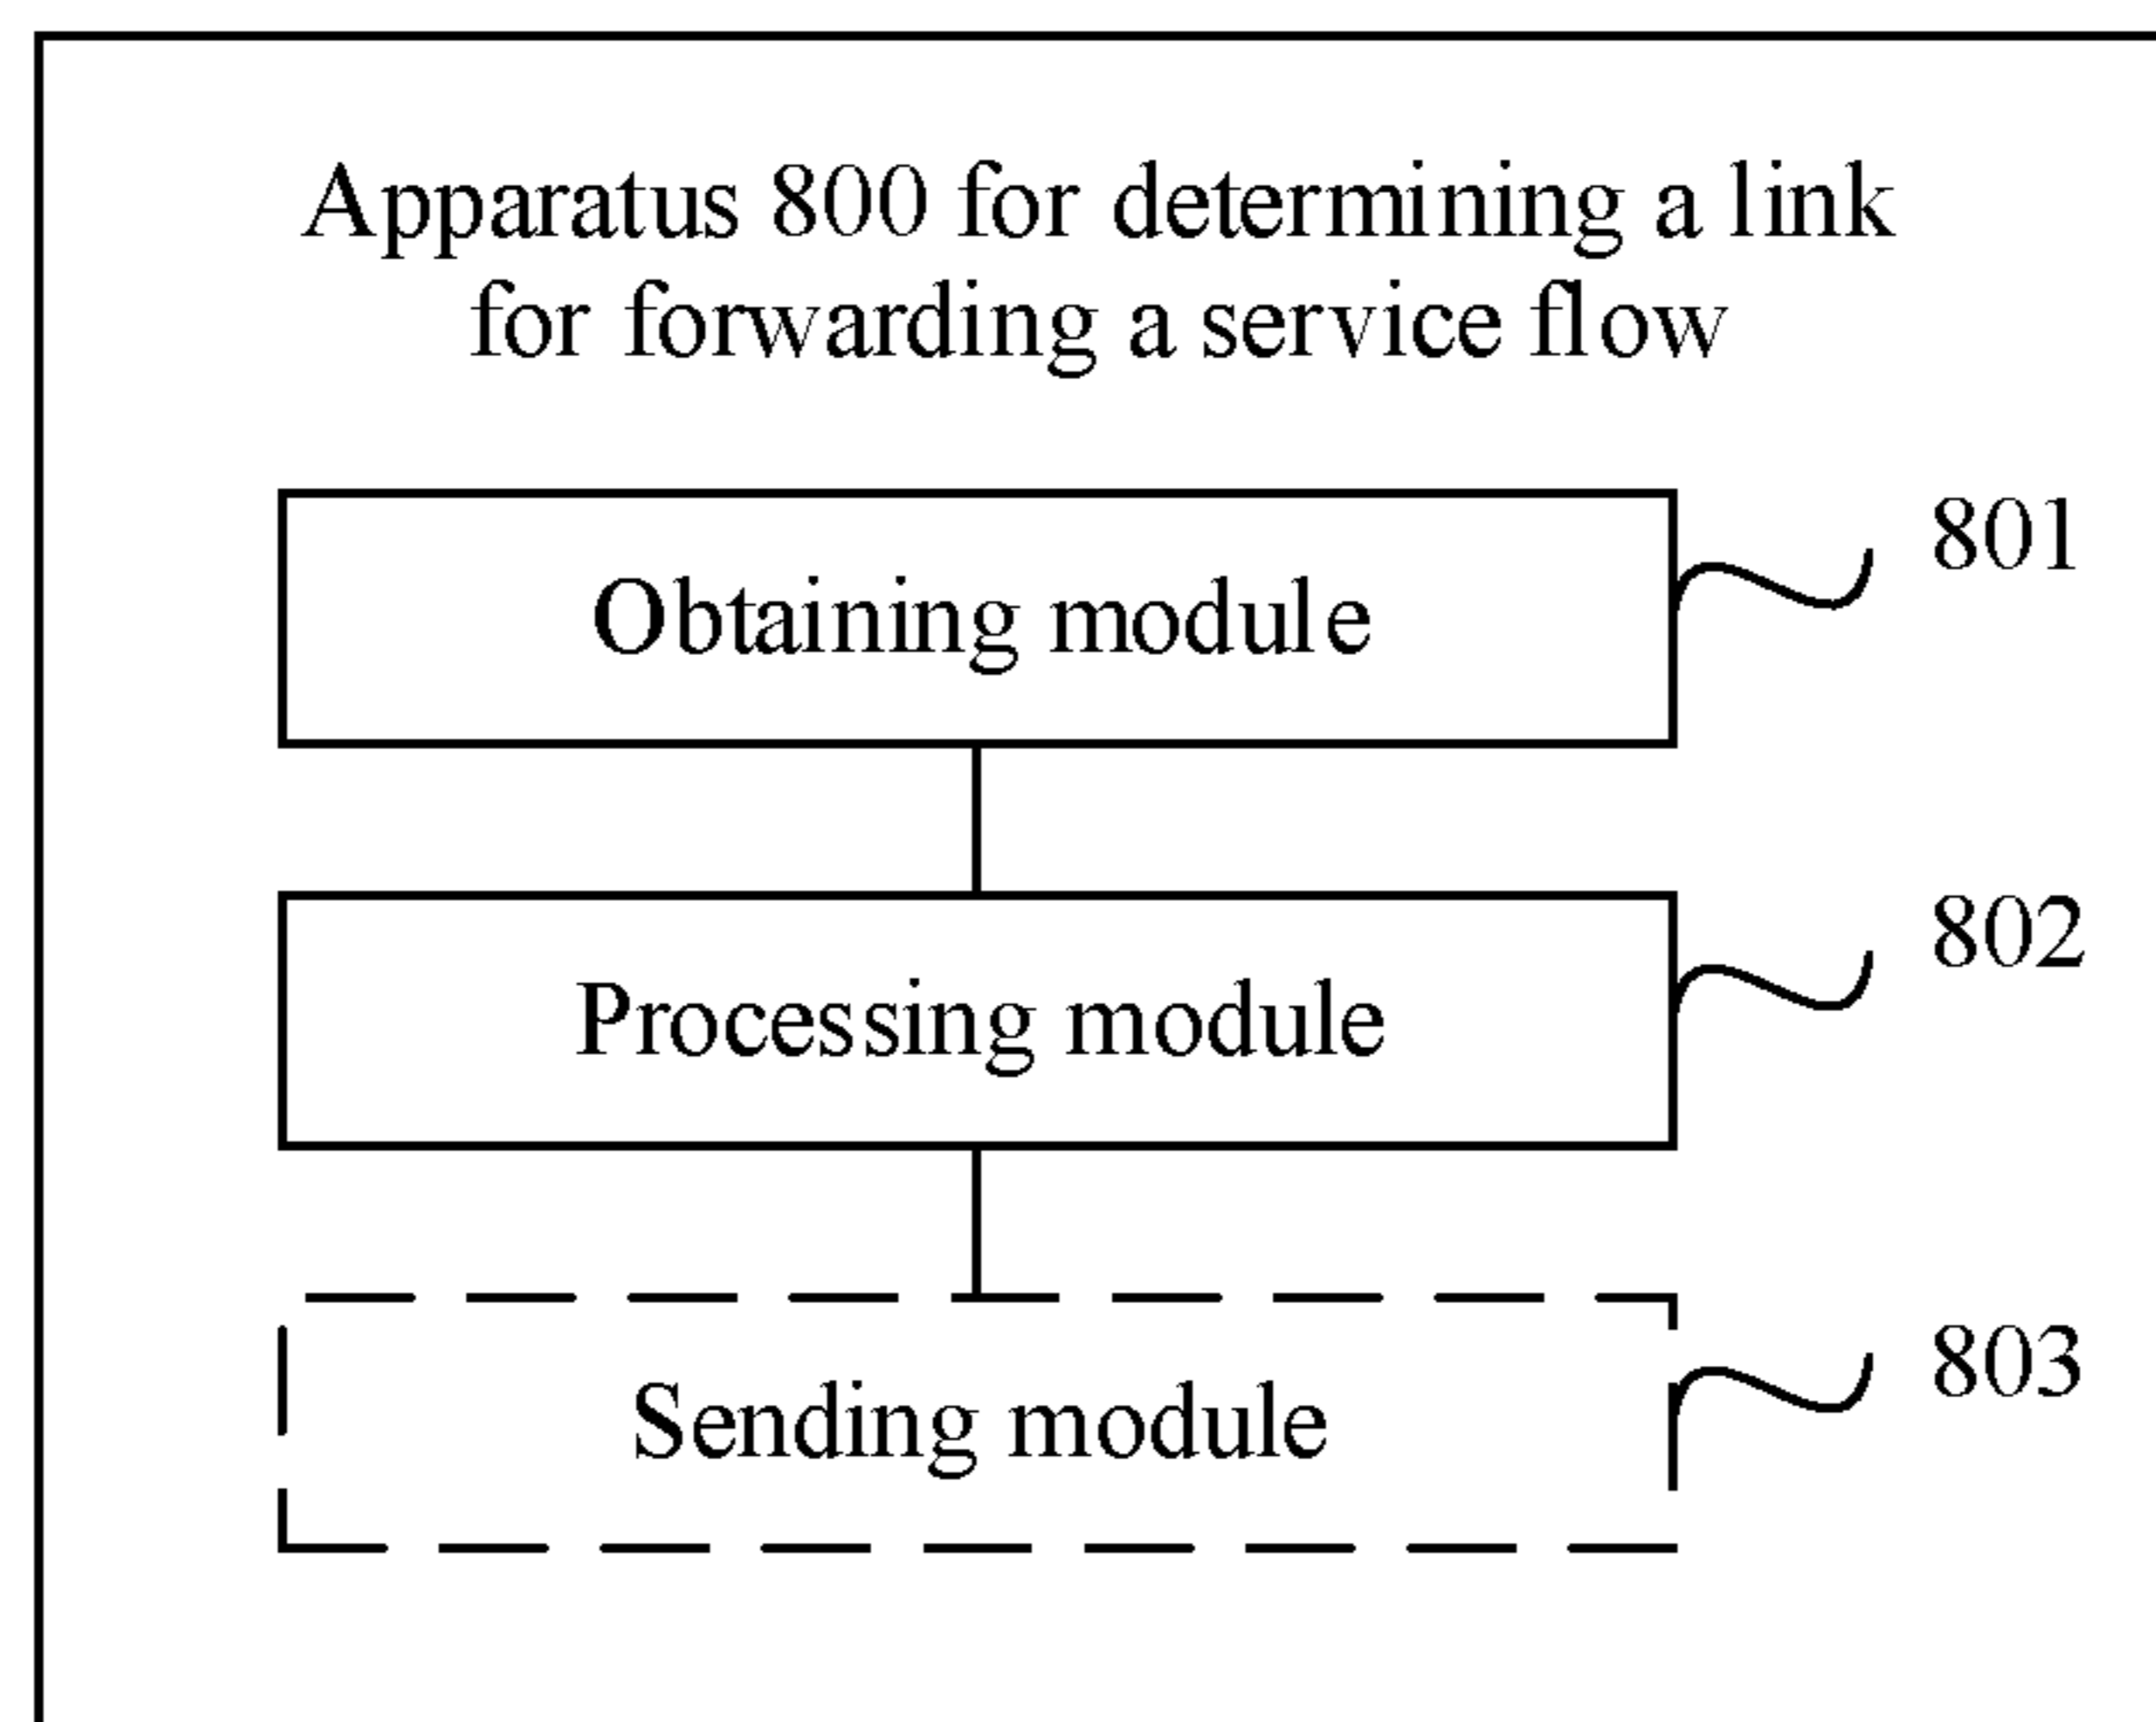 Apparatus 800 for determining a link
for forwarding a service flow
Obtaining module
801
Processing module
802
Sending module
803